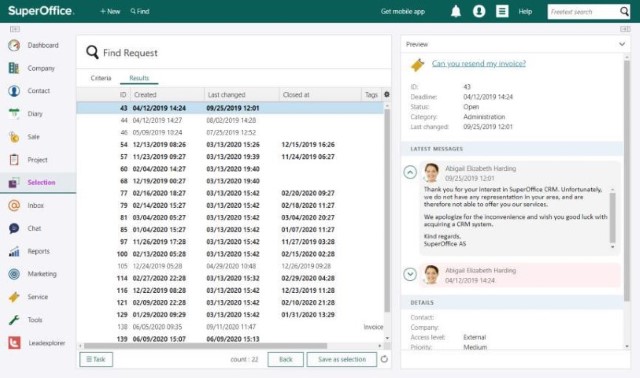 SuperOffice
+ New
Find
Get mobile app
Help
Freetext search
Dashboard
Company
Contact
Diary
Sale
Project
Selection
Inbox
Chat
Reports
Marketing
Service
Tools
Leadexplorer
Find Request
Criteria Results
ID Created Last changed Closed at Tags
43 04/12/2019 14:24 09/25/2019 12:01
44 04/12/2019 14:27 08/02/2019 14:28
46 05/09/2019 10:24 07/25/2019 12:52
54 12/13/2019 08:26 03/13/2020 15:26 12/15/2019 16:26
57 11/23/2019 09:27 03/13/2020 19:39 11/24/2019 06:27
60 02/04/2020 14:27 03/13/2020 19:40
68 12/19/2019 00:27 03/13/2020 19:40
77 02/16/2020 18:27 03/13/2020 15:42 02/20/2020 09:27
79 02/14/2020 05:27 03/13/2020 15:42 02/18/2020 11:27
81 03/04/2020 05:27 03/13/2020 15:42 03/04/2020 20:27
85 01/04/2020 15:27 03/13/2020 15:42 01/07/2020 01:27
97 11/26/2019 17:28 03/13/2020 15:42 11/27/2019 03:28
100 02/13/2020 05:28 03/13/2020 15:42 02/15/2020 20:28
105 12/24/2019 05:28 04/29/2020 10:48 12/26/2019 09:28
114 02/27/2020 22:28 03/13/2020 15:32 02/29/2020 04:28
116 12/22/2019 08:28 03/13/2020 15:42 12/23/2019 11:28
121 02/09/2020 22:28 03/13/2020 15:42 02/10/2020 21:28
129 01/29/2020 09:29 03/13/2020 15:42 01/31/2020 13:29
138 06/05/2020 09:35 09/11/2020 11:47 Invoice
139 06/09/2020 15:07 06/09/2020 15:13
Task
count : 22
Back
Save as selection
Preview
Can you resend my invoice?
ID: 43
Deadline: 04/12/2019 14:24
Status: Open
Category: Administration
Last changed: 09/25/2019 12:01
LATEST MESSAGES
Abigail Elizabeth Harding
09/25/2019 12:01
Thank you for your interest in SuperOffice CRM. Unfortunately,
we do not have any representation in your area, and are
therefore not able to offer you our services.
We apologize for the inconvenience and wish you good luck with
acquiring a CRM system.
Kind regards,
SuperOffice AS
Abigail Elizabeth Harding
04/12/2019 14:24
DETAILS
Contact:
Company:
Access level: External
Priority: Medium